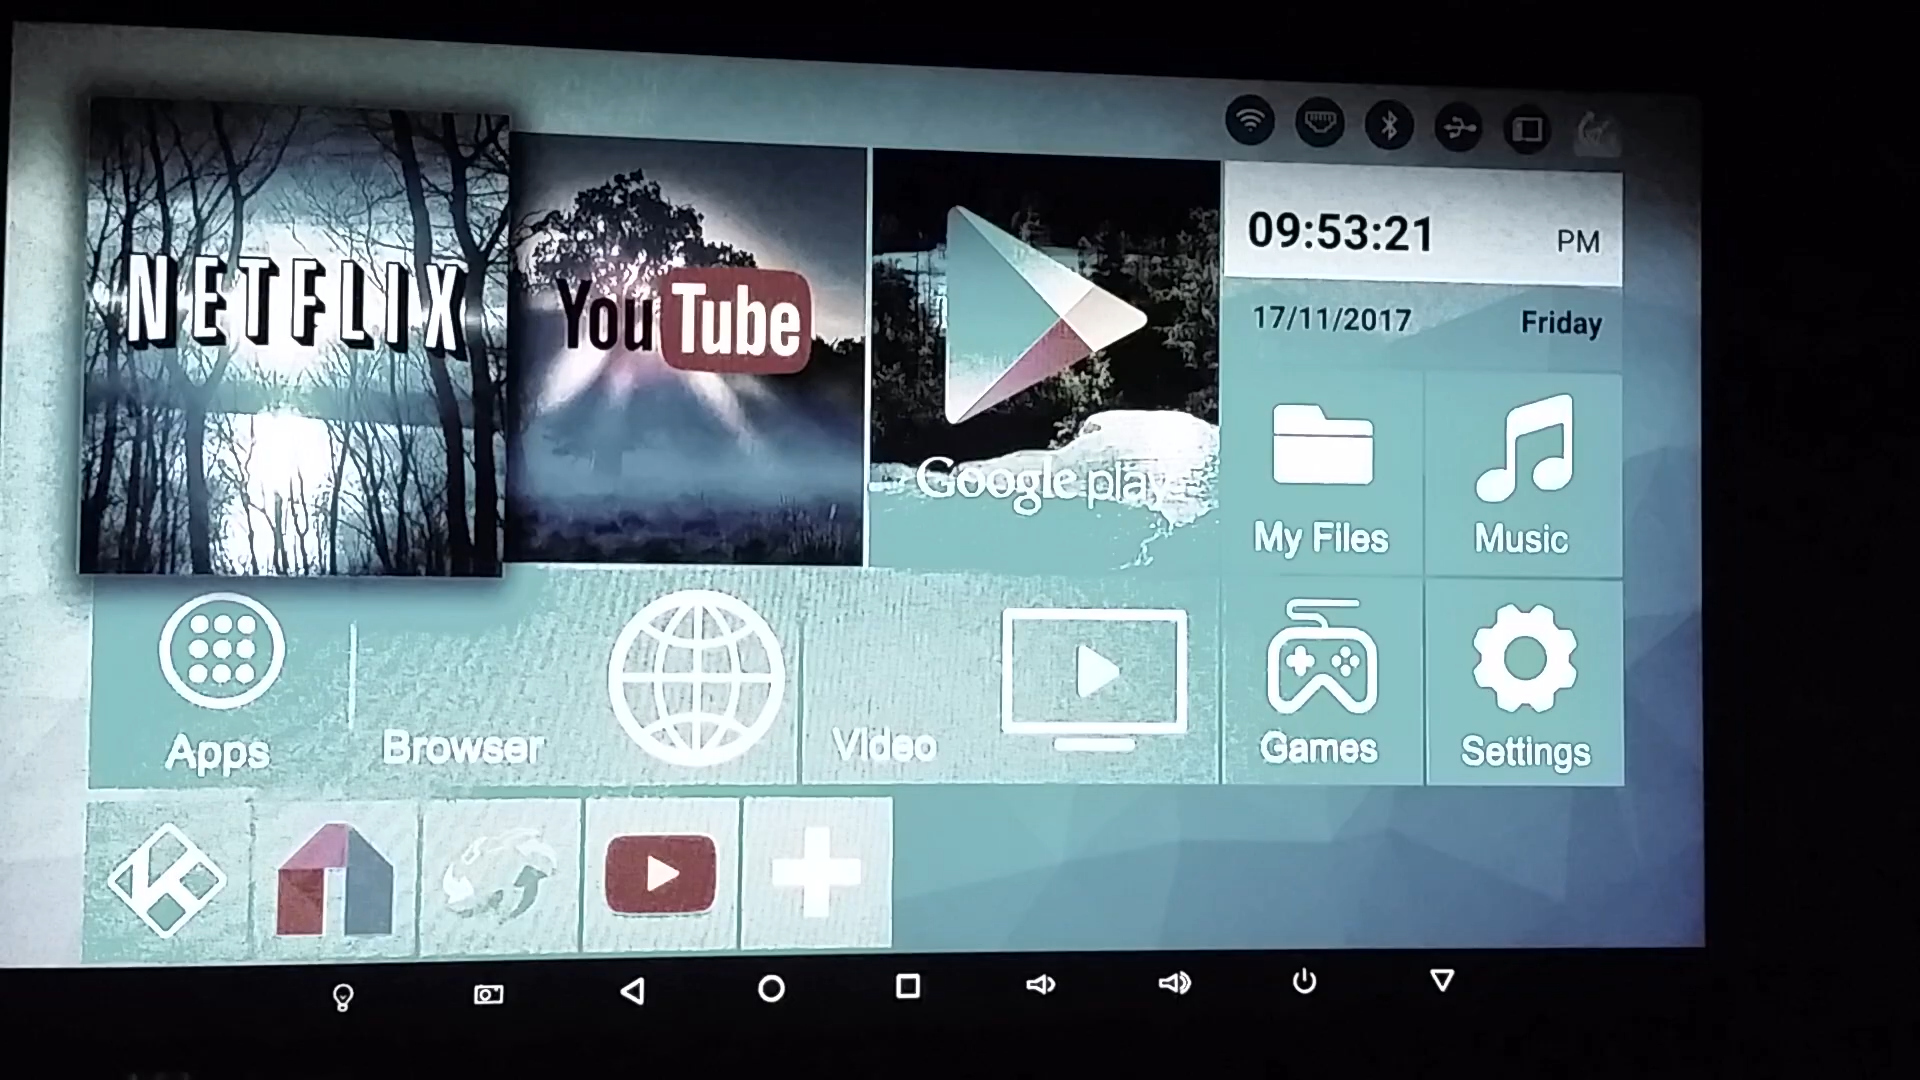 NETFLIX
YouTube
Google play
09:53:21 PM
17/11/2017 Friday
My Files
Music
Apps
Browser
Video
Games
Settings